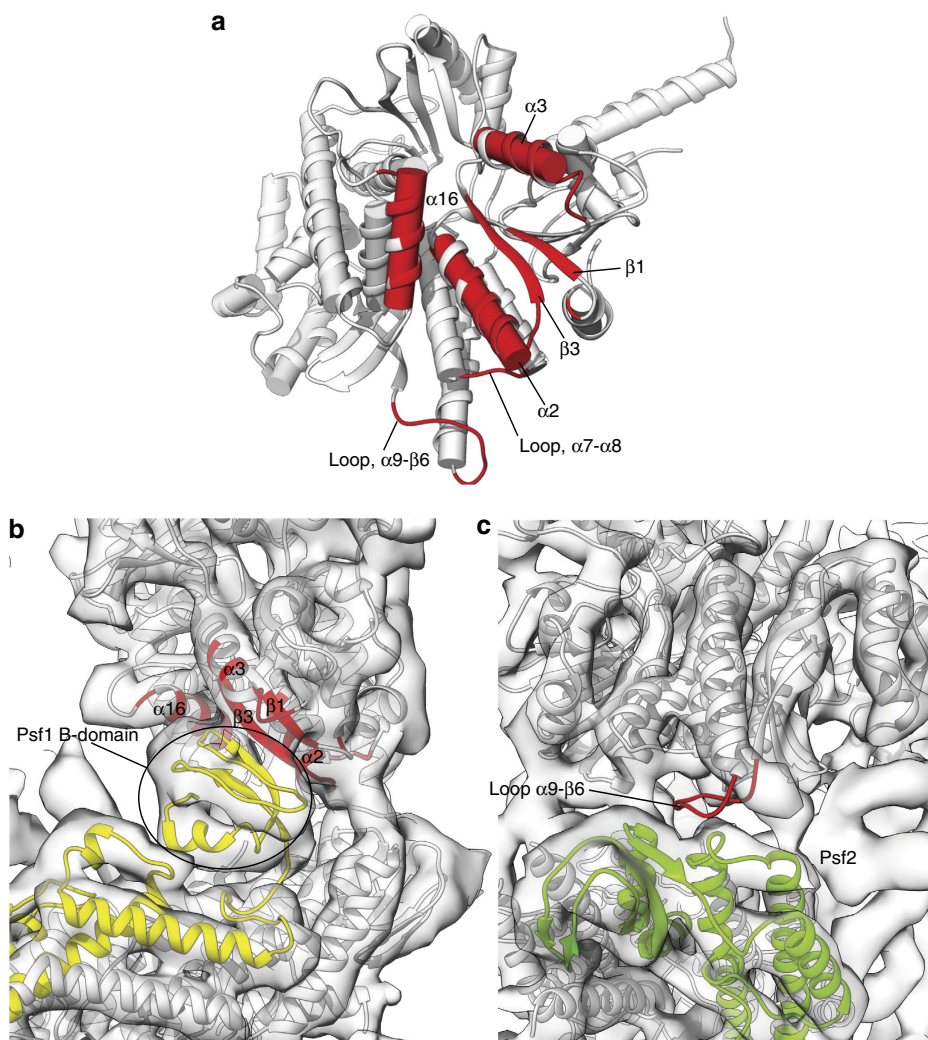 a
α3
α16
β1
β3
α2
Loop, α9-β6
Loop, α7-α8
b
α3
α16
β3
β1
Psf1 B-domain
α2
c
Loop α9-β6
Psf2